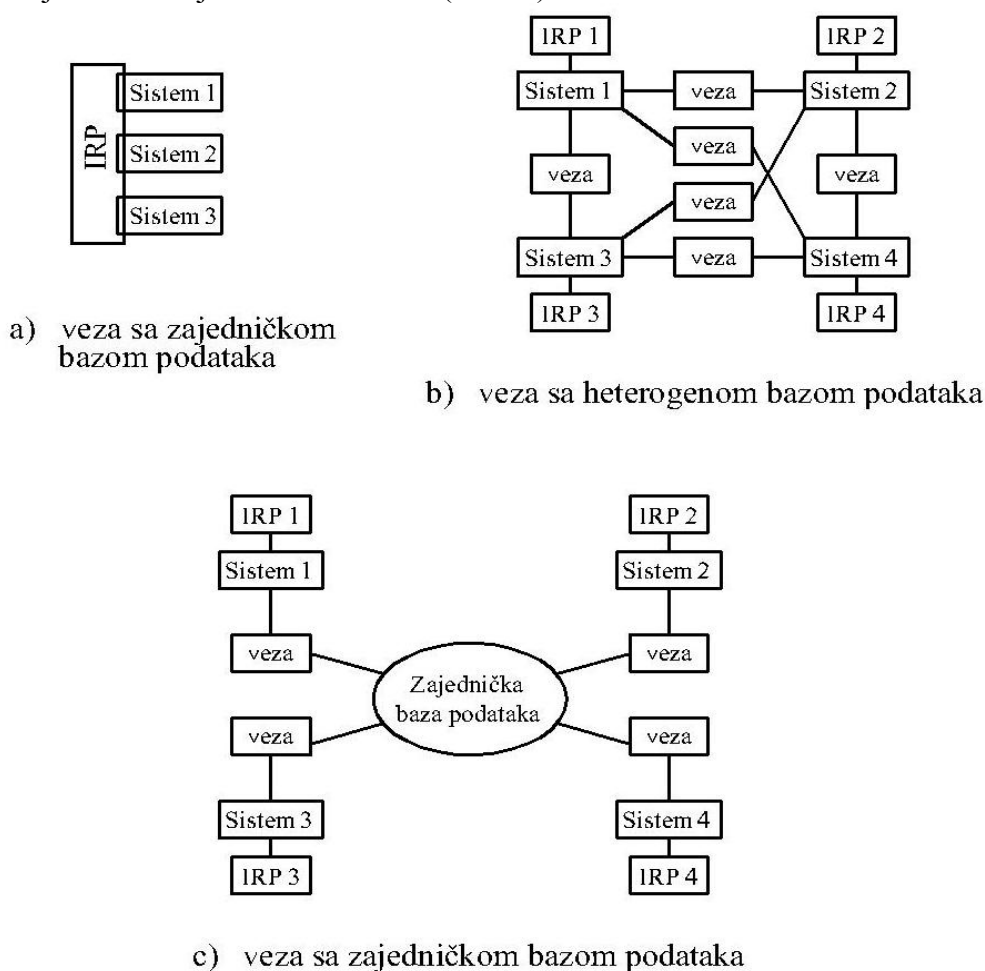 IRP
Sistem 1
Sistem 2
Sistem 3
a) veza sa zajedničkom
bazom podataka
IRP 1
IRP 2
Sistem 1
veza
Sistem 2
veza
veza
veza
veza
Sistem 3
veza
Sistem 4
IRP 3
IRP 4
b) veza sa heterogenom bazom podataka
IRP 1
IRP 2
Sistem 1
Sistem 2
veza
veza
Zajednička
baza podataka
veza
veza
Sistem 3
Sistem 4
IRP 3
IRP 4
c) veza sa zajedničkom bazom podataka